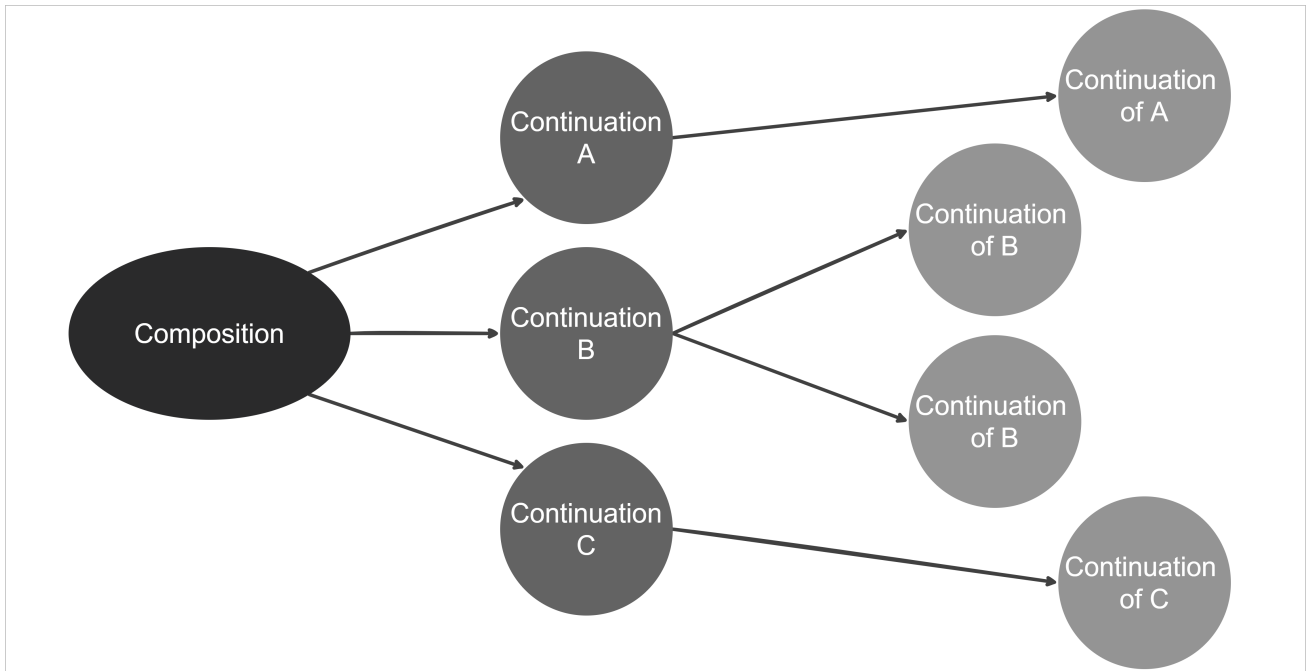 Composition
Continuation
A
Continuation
B
Continuation
C
Continuation
of A
Continuation
of B
Continuation
of B
Continuation
of C